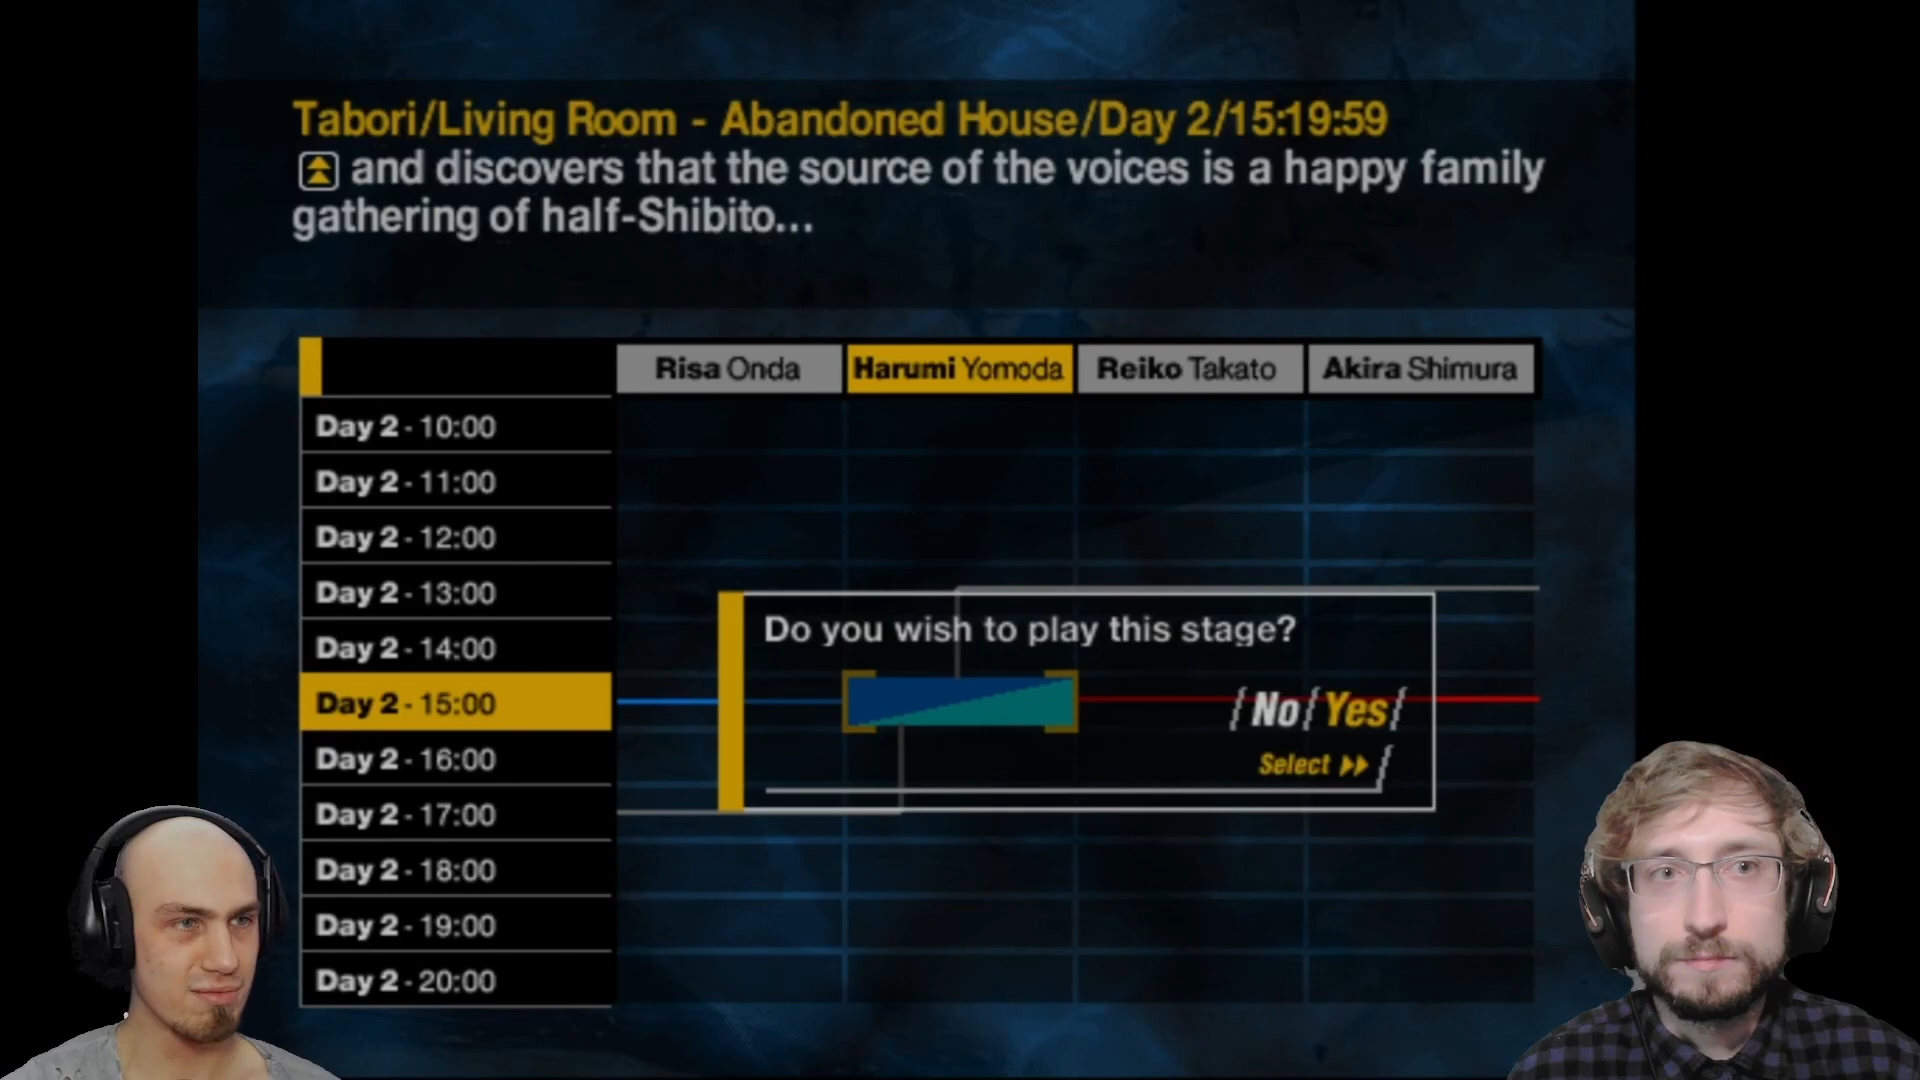 Tabori/Living Room - Abandoned House/Day 2/15:19:59
and discovers that the source of the voices is a happy family
gathering of half-Shibito...
Risa Onda
Harumi Yomoda
Reiko Takato
Akira Shimura
Day 2 - 10:00
Day 2 - 11:00
Day 2 - 12:00
Day 2 - 13:00
Day 2 - 14:00
Day 2 - 15:00
Day 2 - 16:00
Day 2 - 17:00
Day 2 - 18:00
Day 2 - 19:00
Day 2 - 20:00
Do you wish to play this stage?
/No/Yes/
Select